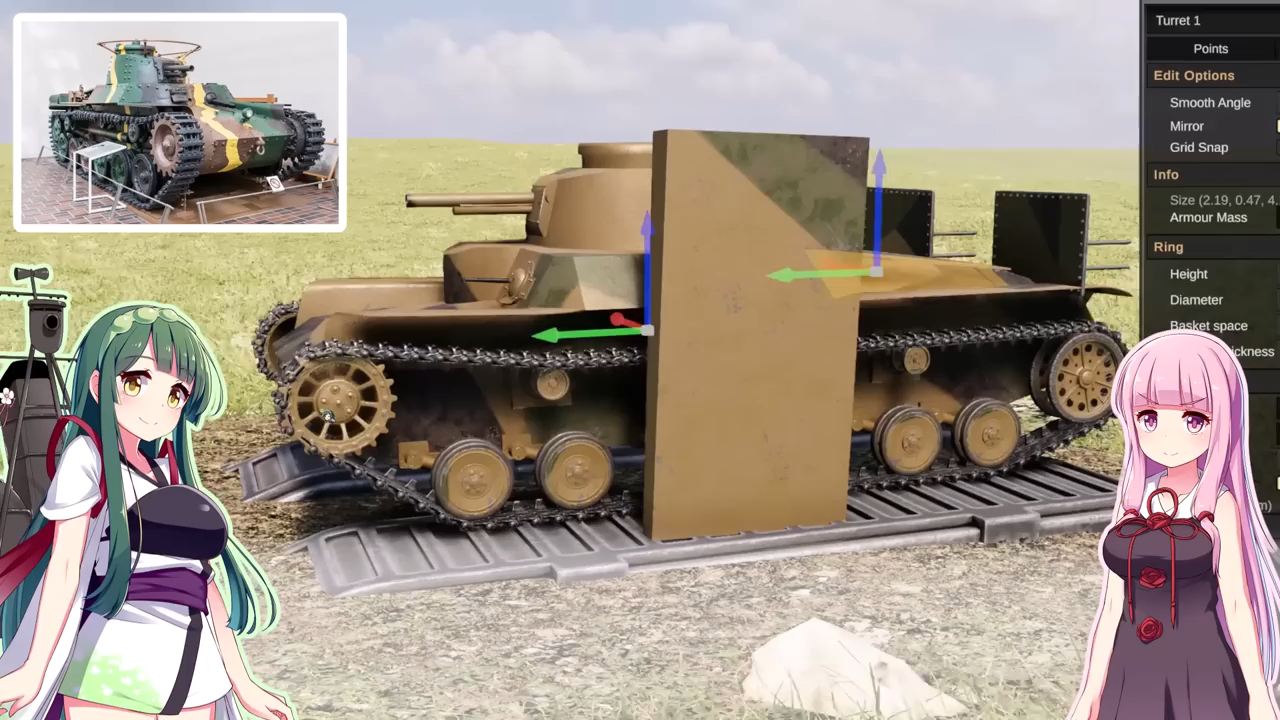 Turret 1
Points
Edit Options
Smooth Angle
Mirror
Grid Snap
Info
Size (2.19, 0.47, 4.
Armour Mass
Ring
Height
Diameter
Basket space
ickness
m)